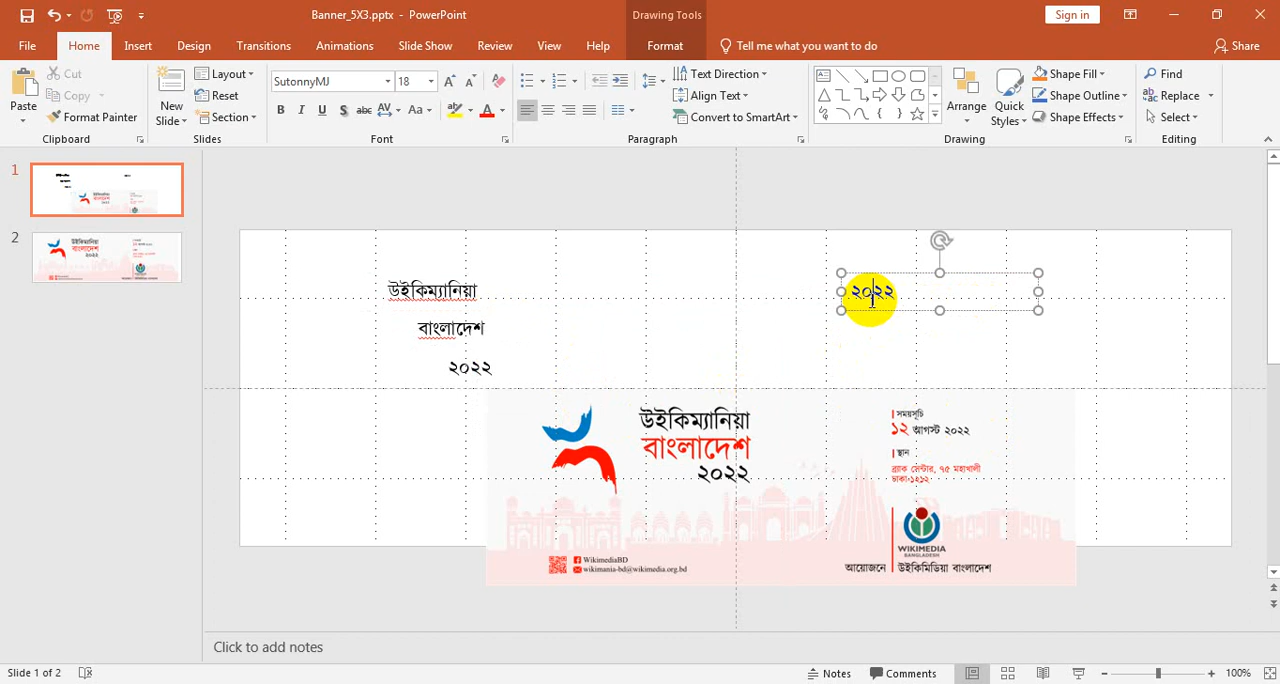 Banner_5X3.pptx - PowerPoint
Drawing Tools
Sign in
File Home Insert Design Transitions Animations Slide Show Review View Help Format Tell me what you want to do Share
Paste
Cut
Copy
Format Painter
Clipboard
New Slide
Layout
Reset
Section
Slides
SutonnyMJ 18
B I U S abc AV Aa A
Font
Text Direction
Align Text
Convert to SmartArt
Paragraph
Arrange
Quick Styles
Shape Fill
Shape Outline
Shape Effects
Drawing
Find
Replace
Select
Editing
1
2
উইকিম্যানিয়া
বাংলাদেশ
২০২২
২০২২
উইকিম্যানিয়া
বাংলাদেশ
২০২২
সময়সূচি
১২ আগস্ট ২০২২
স্থান
ব্র্যাক সেন্টার, ৭৫ মহাখালী
ঢাকা-১২১২
WIKIMEDIA
BANGLADESH
আয়োজনে উইকিমিডিয়া বাংলাদেশ
WikimediaBD
wikimania-bd@wikimedia.org.bd
Click to add notes
Slide 1 of 2
Notes
Comments
100%